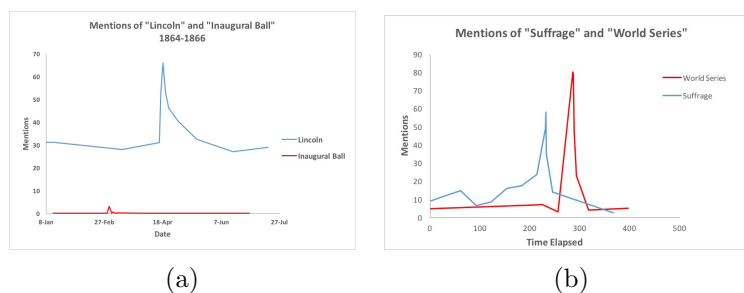 Mentions of "Lincoln" and "Inaugural Ball"
1864-1866
70
60
50
40
30
20
10
0
Mentions
8-Jan 27-Feb 18-Apr 7-Jun 27-Jul
Date
Lincoln
Inaugural Ball
(a)
Mentions of "Suffrage" and "World Series"
90
80
70
60
50
40
30
20
10
0
Mentions
0 100 200 300 400 500
Time Elapsed
World Series
Suffrage
(b)